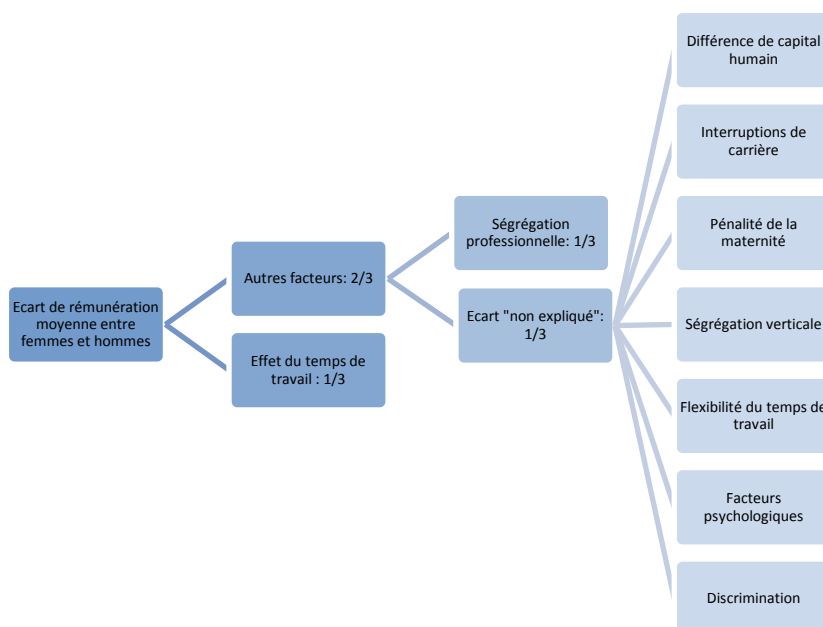 Ecart de rémunération
moyenne entre
femmes et hommes
Autres facteurs: 2/3
Effet du temps de
travail : 1/3
Ségrégation
professionnelle: 1/3
Ecart "non expliqué":
1/3
Différence de capital
humain
Interruptions de
carrière
Pénalité de la
maternité
Ségrégation verticale
Flexibilité du temps de
travail
Facteurs
psychologiques
Discrimination